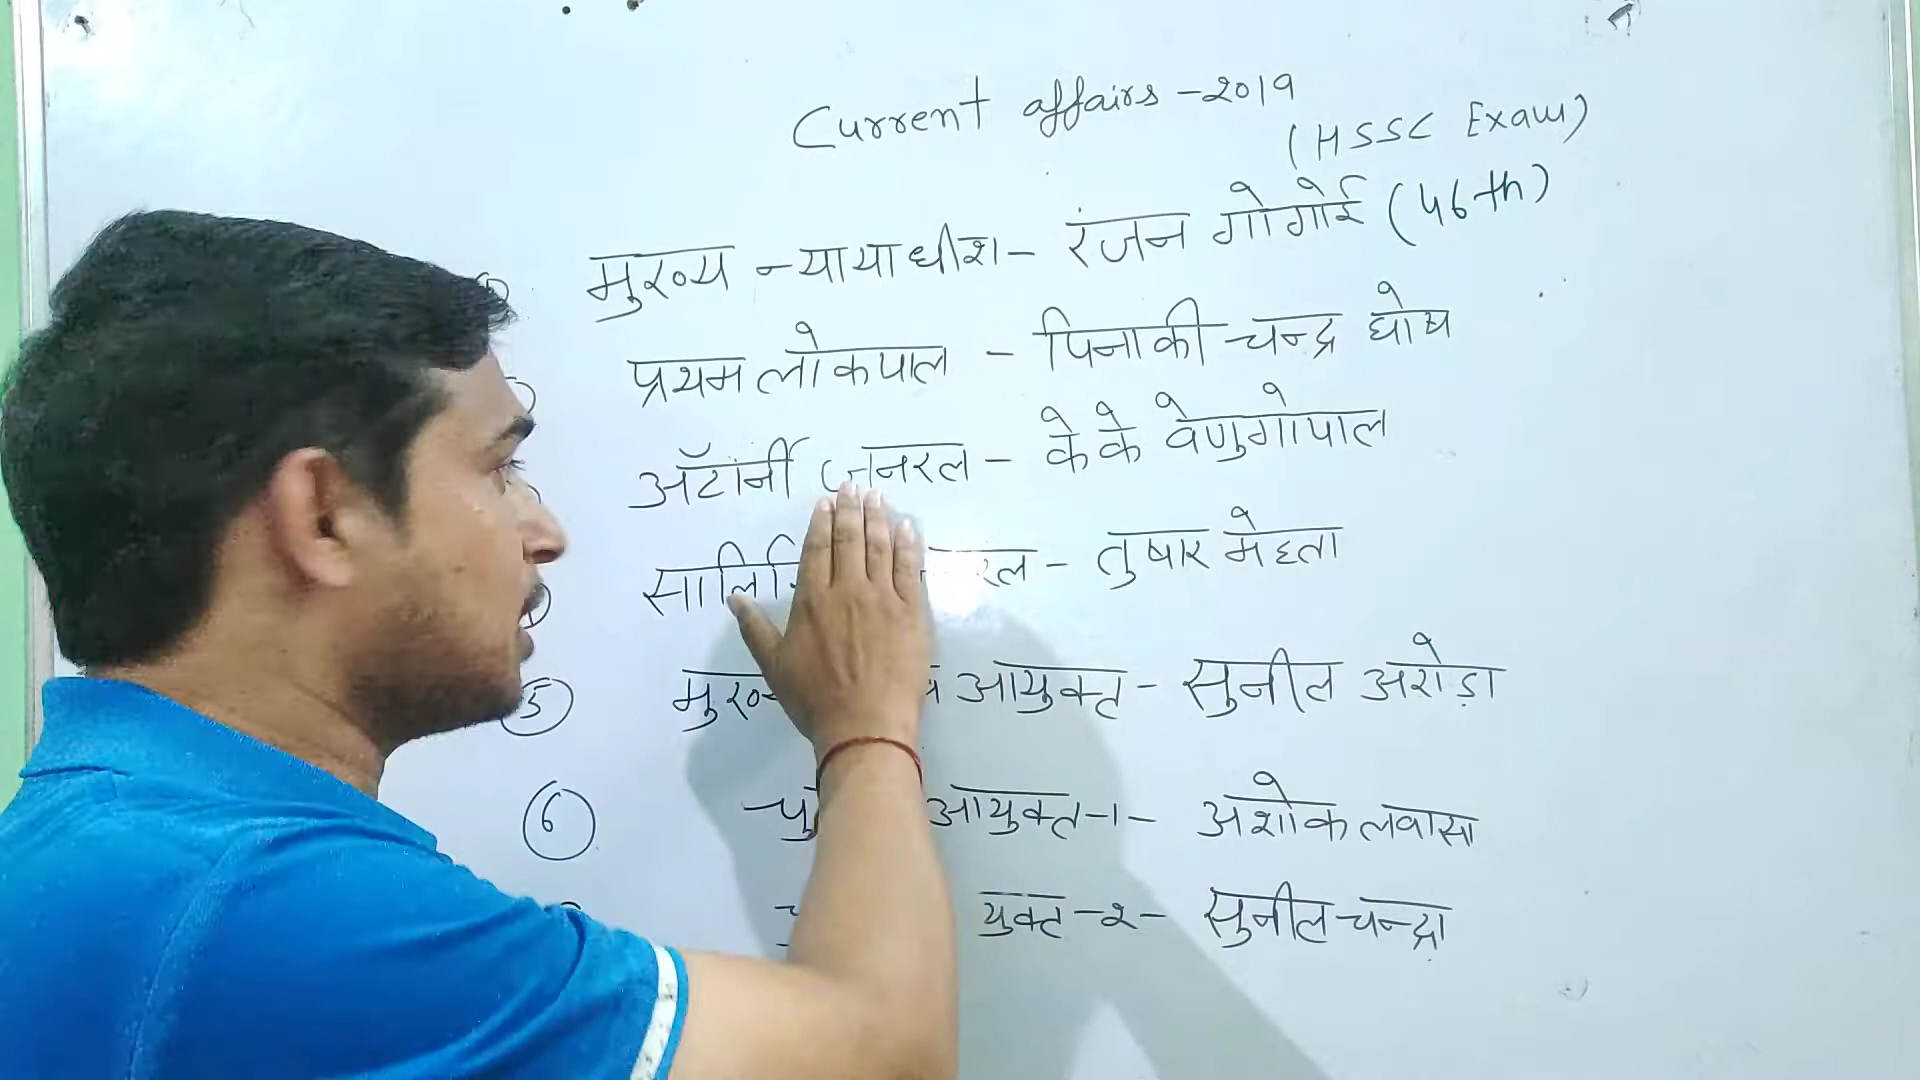 Current affairs - 2019
(HSSC Exam)
मुख्य न्यायाधीश - रंजन गोगोई (46th)
प्रथम लोकपाल - पिनाकी चन्द्र घोष
अॅटार्नी जनरल - के के वेणुगोपाल
रल - तुषार मेहता
5 आयुक्त - सुनील अरोड़ा
6 आयुक्त-1 - अशोक लवासा
युक्त-2 - सुनील चन्द्रा